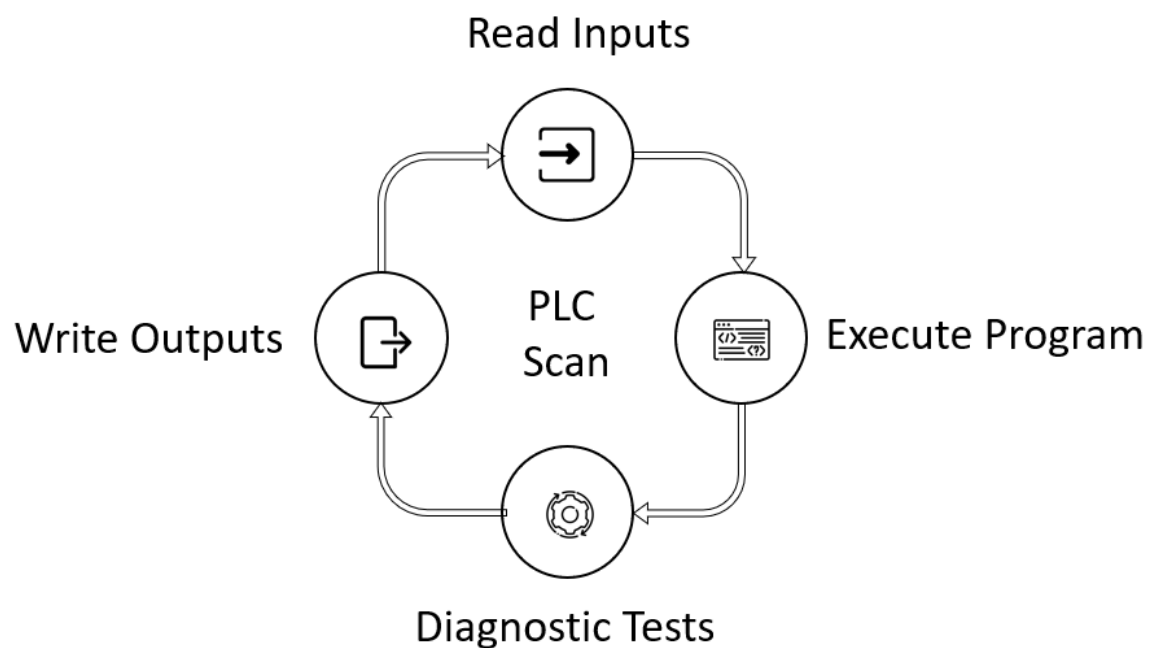 Read Inputs
PLC
Scan
Write Outputs
Execute Program
</> 
<?>
Diagnostic Tests